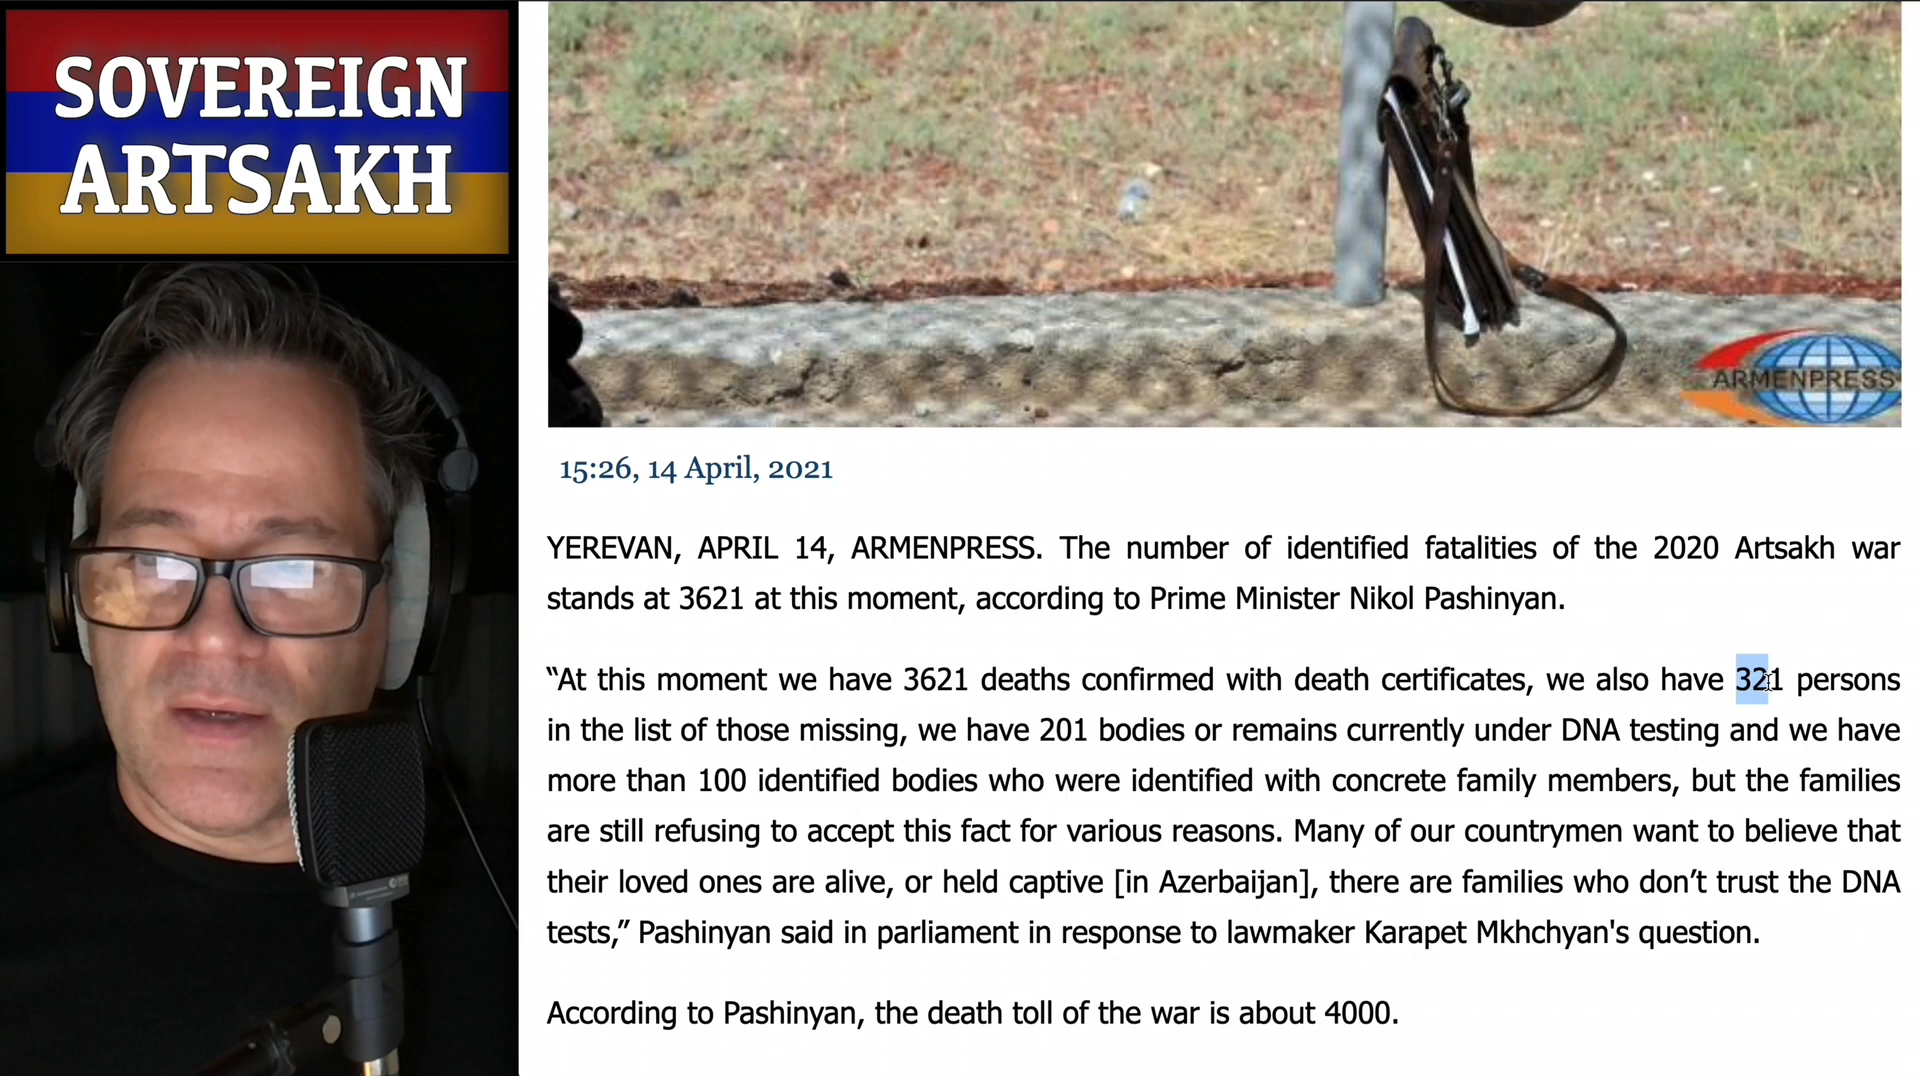 SOVEREIGN
ARTSAKH
ARMENPRESS
15:26, 14 April, 2021
YEREVAN, APRIL 14, ARMENPRESS. The number of identified fatalities of the 2020 Artsakh war
stands at 3621 at this moment, according to Prime Minister Nikol Pashinyan.
“At this moment we have 3621 deaths confirmed with death certificates, we also have 321 persons
in the list of those missing, we have 201 bodies or remains currently under DNA testing and we have
more than 100 identified bodies who were identified with concrete family members, but the families
are still refusing to accept this fact for various reasons. Many of our countrymen want to believe that
their loved ones are alive, or held captive [in Azerbaijan], there are families who don’t trust the DNA
tests,” Pashinyan said in parliament in response to lawmaker Karapet Mkhchyan's question.
According to Pashinyan, the death toll of the war is about 4000.